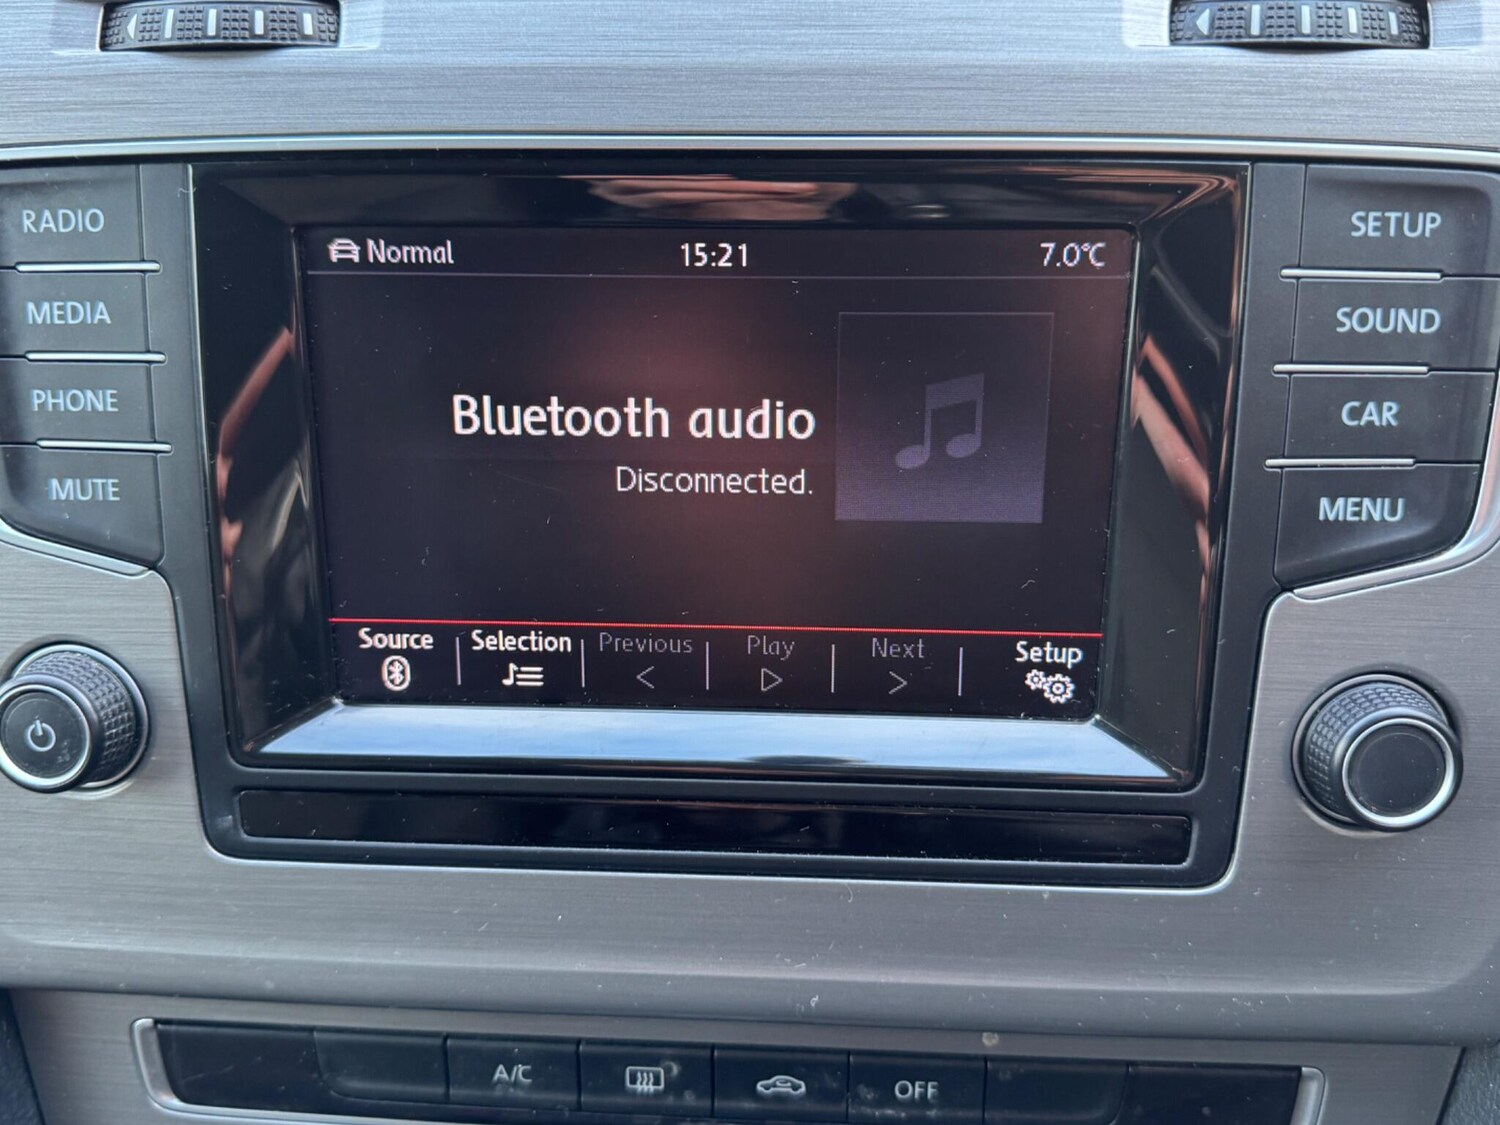 RADIO
MEDIA
PHONE
MUTE
Normal
15:21
7.0°C
Bluetooth audio
Disconnected.
Source
Selection
Previous
Play
Next
Setup
SETUP
SOUND
CAR
MENU
A/C
OFF